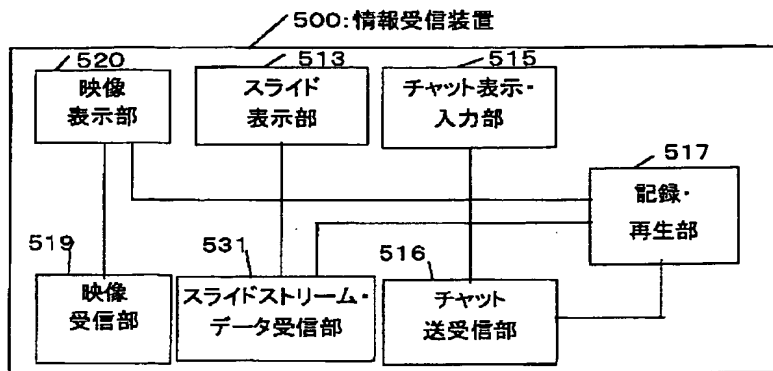 500:情報受信装置
520
映像
表示部
513
スライド
表示部
515
チャット表示・
入力部
517
記録・
再生部
519
映像
受信部
531
スライドストリーム・
データ受信部
516
チャット
送受信部